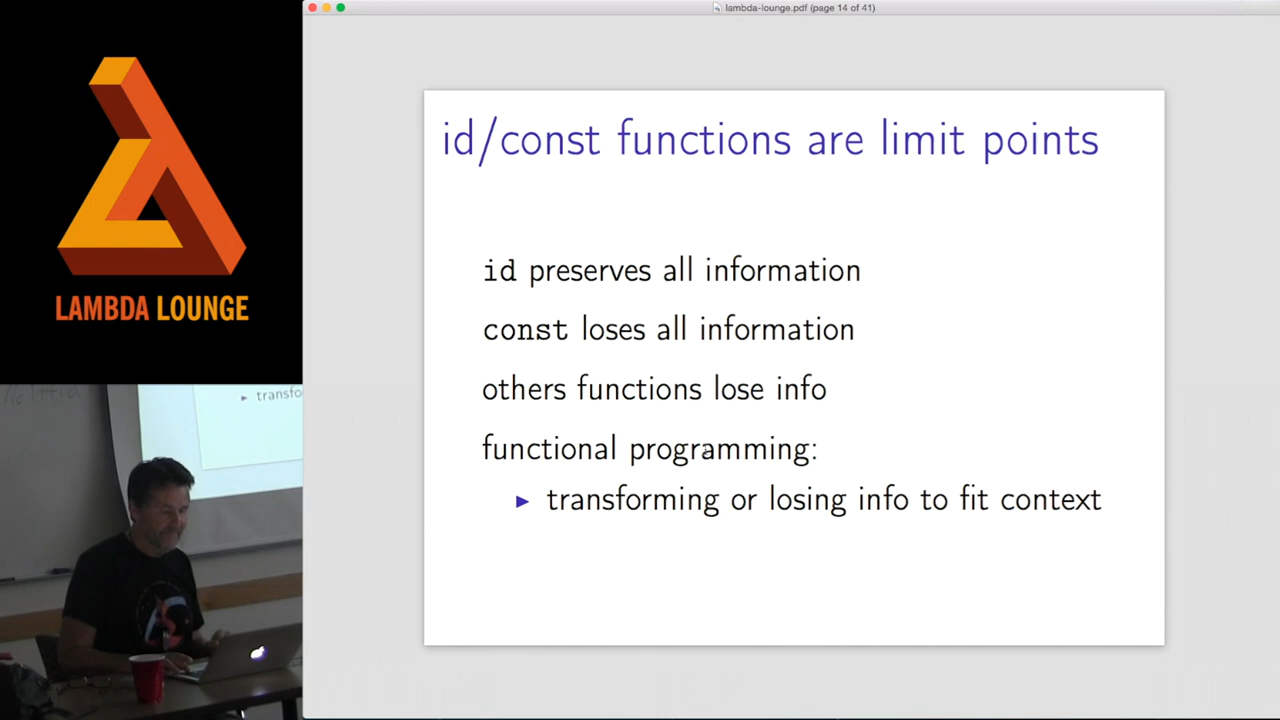 lambda-lounge.pdf (page 14 of 41)
LAMBDA LOUNGE
id/const functions are limit points
id preserves all information
const loses all information
others functions lose info
functional programming:
▸ transforming or losing info to fit context
▸ transfo